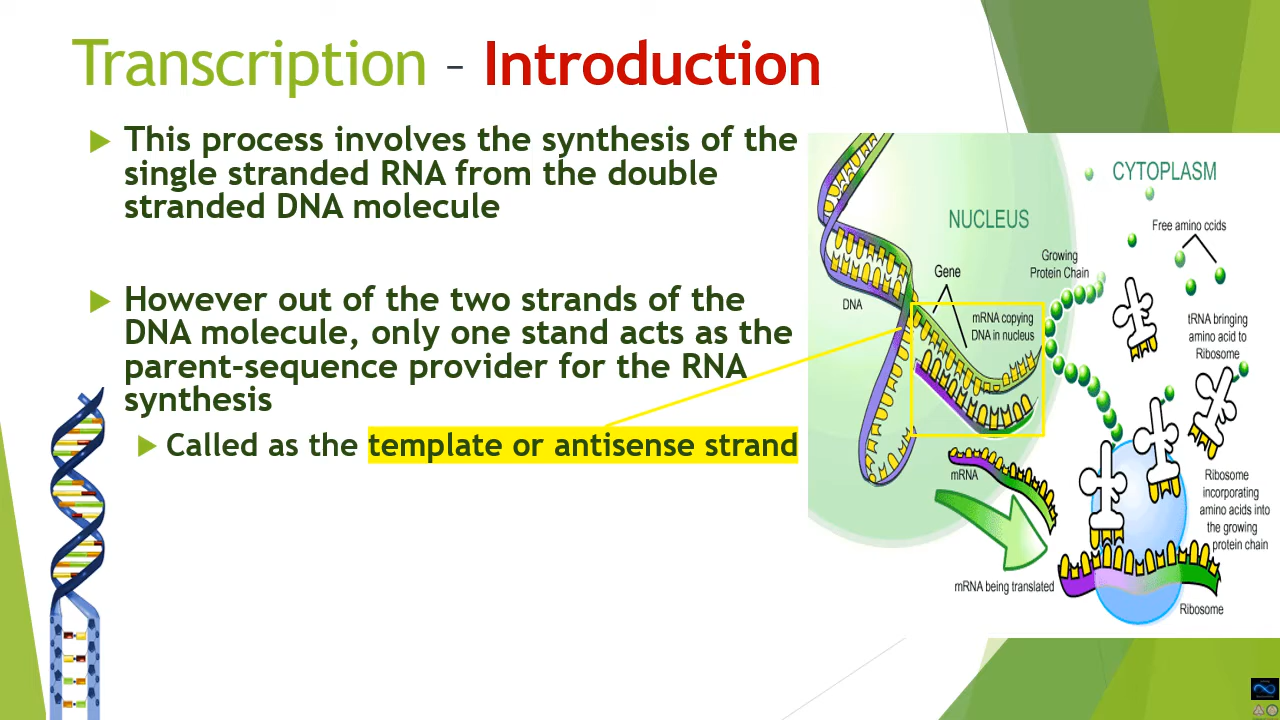 Transcription – Introduction
This process involves the synthesis of the
single stranded RNA from the double
stranded DNA molecule
However out of the two strands of the
DNA molecule, only one stand acts as the
parent-sequence provider for the RNA
synthesis
Called as the template or antisense strand
CYTOPLASM
NUCLEUS
Free amino ccids
Growing
Protein Chain
Gene
DNA
mRNA copying
DNA in nucleus
tRNA bringing
amino acid to
Ribosome
mRNA
Ribosome
incorporating
amino acids into
the growing
protein chain
mRNA being translated
Ribosome